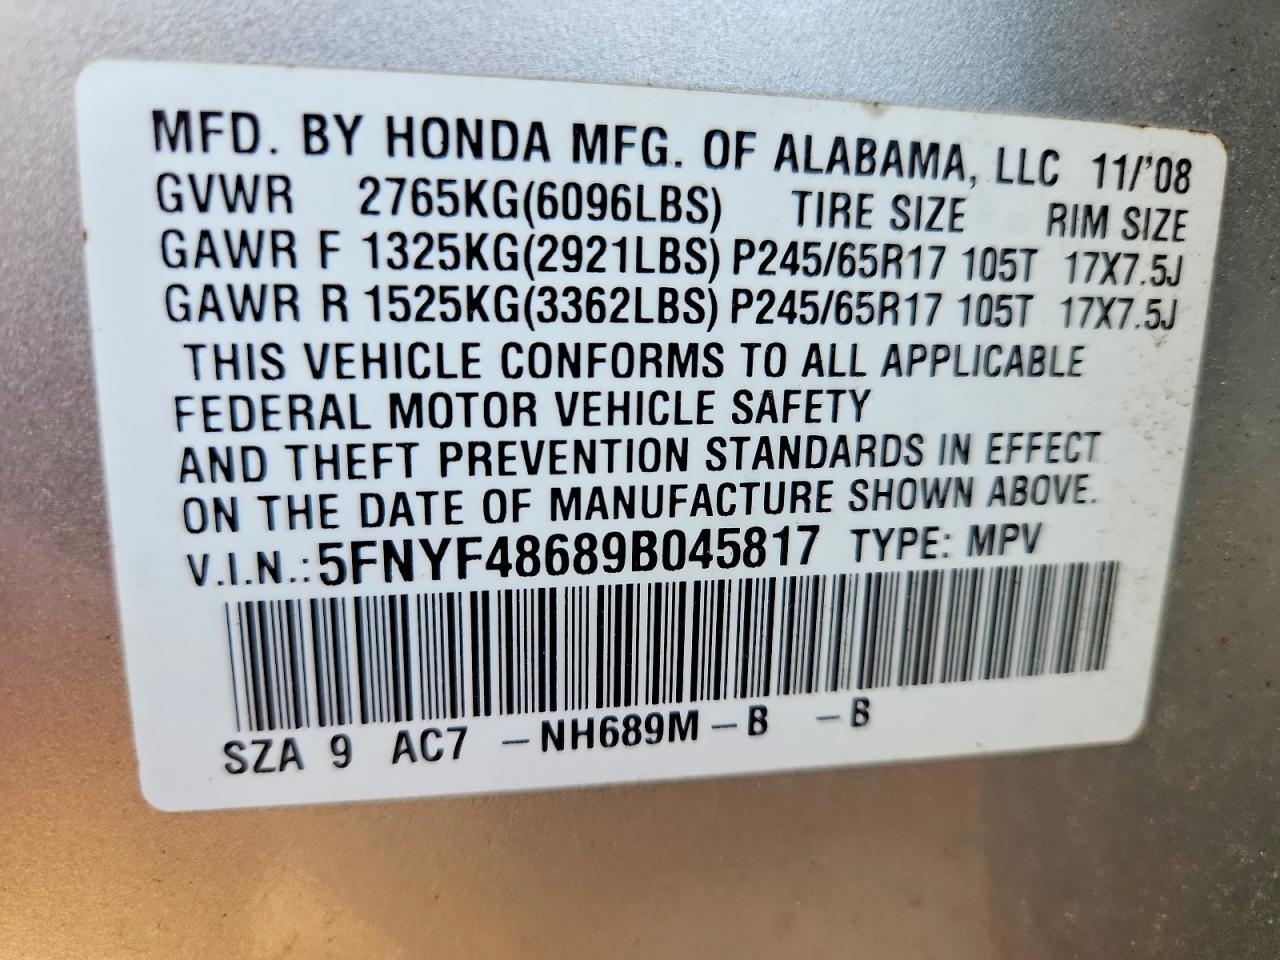 MFD. BY HONDA MFG. OF ALABAMA, LLC 11/'08
GVWR 2765KG(6096LBS) TIRE SIZE RIM SIZE
GAWR F 1325KG(2921LBS) P245/65R17 105T 17X7.5J
GAWR R 1525KG(3362LBS) P245/65R17 105T 17X7.5J
THIS VEHICLE CONFORMS TO ALL APPLICABLE
FEDERAL MOTOR VEHICLE SAFETY
AND THEFT PREVENTION STANDARDS IN EFFECT
ON THE DATE OF MANUFACTURE SHOWN ABOVE.
V.I.N.: 5FNYF48689B045817 TYPE: MPV
SZA 9 AC7 – NH689M – B – B